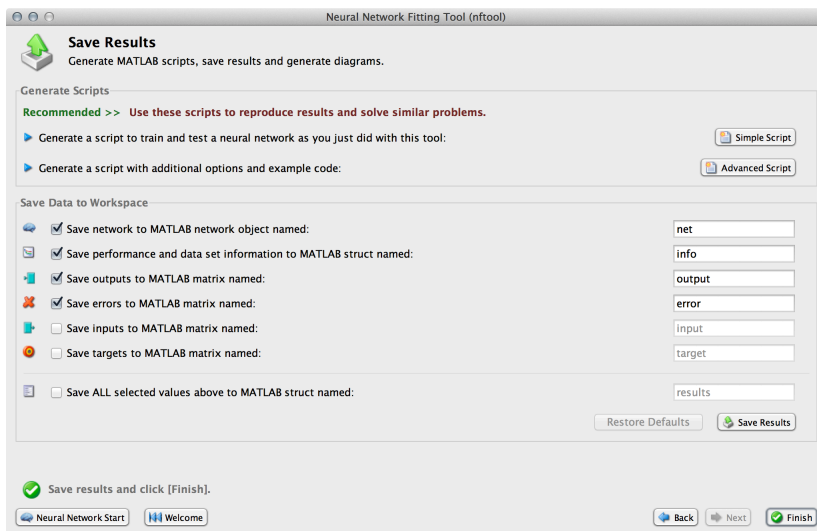 Neural Network Fitting Tool (nftool)
Save Results
Generate MATLAB scripts, save results and generate diagrams.
Generate Scripts
Recommended >> Use these scripts to reproduce results and solve similar problems.
Generate a script to train and test a neural network as you just did with this tool: Simple Script
Generate a script with additional options and example code: Advanced Script
Save Data to Workspace
Save network to MATLAB network object named: net
Save performance and data set information to MATLAB struct named: info
Save outputs to MATLAB matrix named: output
Save errors to MATLAB matrix named: error
Save inputs to MATLAB matrix named: input
Save targets to MATLAB matrix named: target
Save ALL selected values above to MATLAB struct named: results
Restore Defaults Save Results
Save results and click [Finish].
Neural Network Start Welcome Back Next Finish